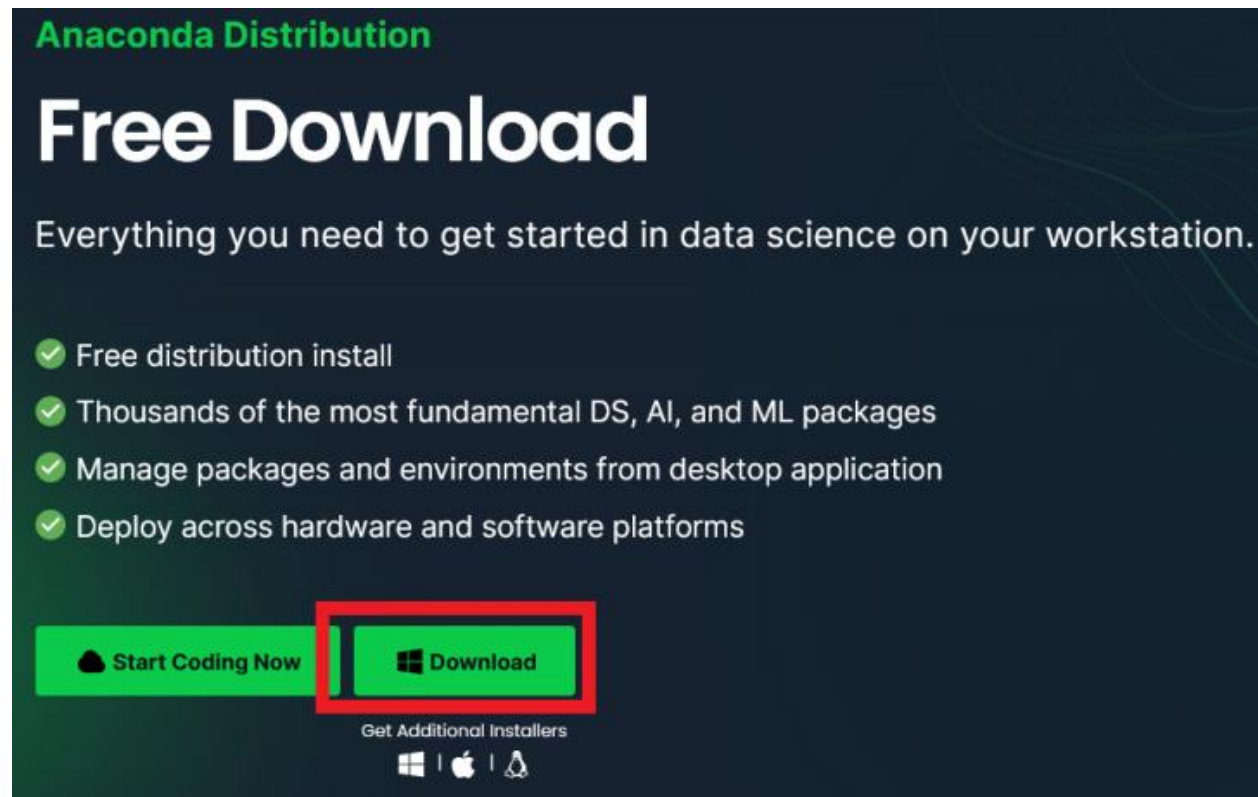 Anaconda Distribution
Free Download
Everything you need to get started in data science on your workstation.
Free distribution install
Thousands of the most fundamental DS, AI, and ML packages
Manage packages and environments from desktop application
Deploy across hardware and software platforms
Start Coding Now
Download
Get Additional Installers